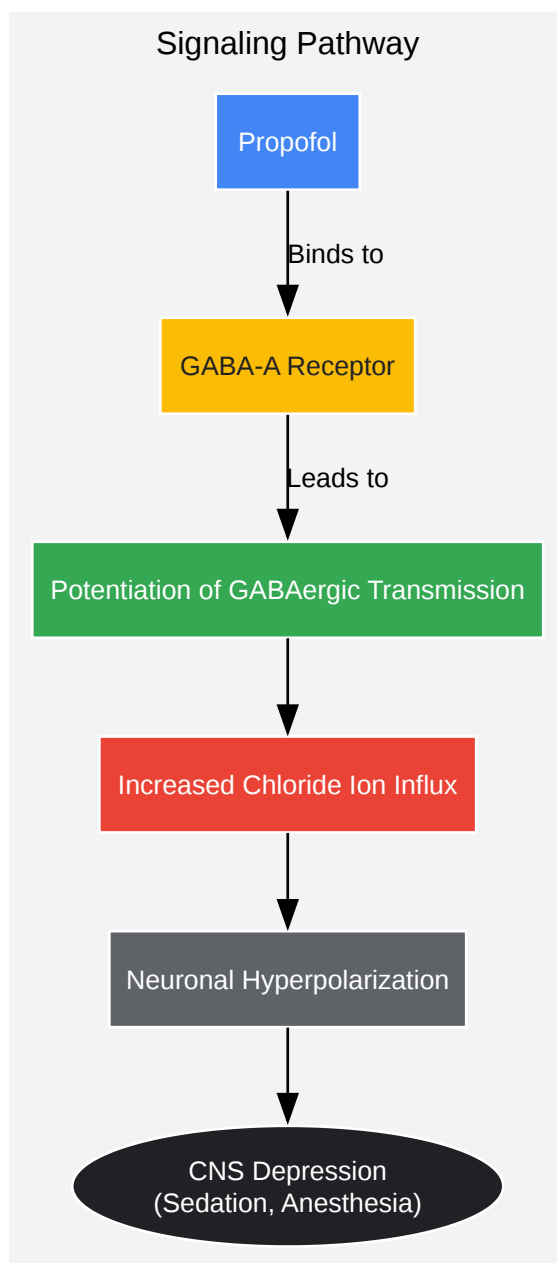 Signaling Pathway
Propofol
Binds to
GABA-A Receptor
Leads to
Potentiation of GABAergic Transmission
Increased Chloride Ion Influx
Neuronal Hyperpolarization
CNS Depression
(Sedation, Anesthesia)